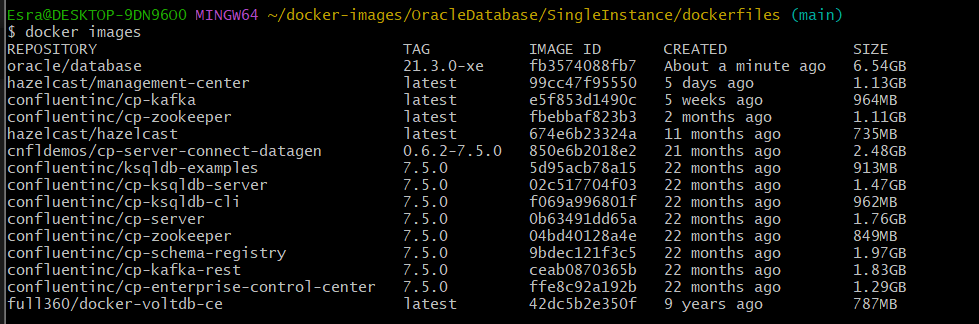 Esra@DESKTOP-9DN96OO MINGW64 ~/docker-images/OracleDatabase/SingleInstance/dockerfiles (main)
$ docker images
REPOSITORY TAG IMAGE ID CREATED SIZE
oracle/database 21.3.0-xe fb3574088fb7 About a minute ago 6.54GB
hazelcast/management-center latest 99cc47f95550 5 days ago 1.13GB
confluentinc/cp-kafka latest e5f853d1490c 5 weeks ago 964MB
confluentinc/cp-zookeeper latest fbebbaf823b3 2 months ago 1.11GB
hazelcast/hazelcast latest 674e6b23324a 11 months ago 735MB
cnfldemos/cp-server-connect-datagen 0.6.2-7.5.0 850e6b2018e2 21 months ago 2.48GB
confluentinc/ksqldb-examples 7.5.0 5d95acb78a15 22 months ago 913MB
confluentinc/cp-ksqldb-server 7.5.0 02c517704f03 22 months ago 1.47GB
confluentinc/cp-ksqldb-cli 7.5.0 f069a996801f 22 months ago 962MB
confluentinc/cp-server 7.5.0 0b63491dd65a 22 months ago 1.76GB
confluentinc/cp-zookeeper 7.5.0 04bd40128a4e 22 months ago 849MB
confluentinc/cp-schema-registry 7.5.0 9bdec121f3c5 22 months ago 1.97GB
confluentinc/cp-kafka-rest 7.5.0 ceab0870365b 22 months ago 1.83GB
confluentinc/cp-enterprise-control-center 7.5.0 ffe8c92a192b 22 months ago 1.29GB
full360/docker-voltdb-ce latest 42dc5b2e350f 9 years ago 787MB